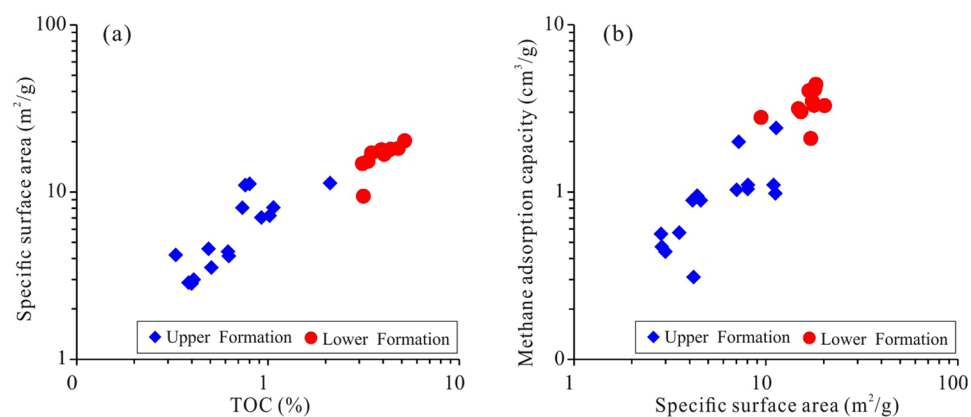 (a)
Specific surface area (m²/g)
100
10
1
Upper Formation
Lower Formation
0
1
10
TOC (%)
(b)
Methane adsorption capacity (cm³/g)
10
1
0
Upper Formation
Lower Formation
1
10
100
Specific surface area (m²/g)